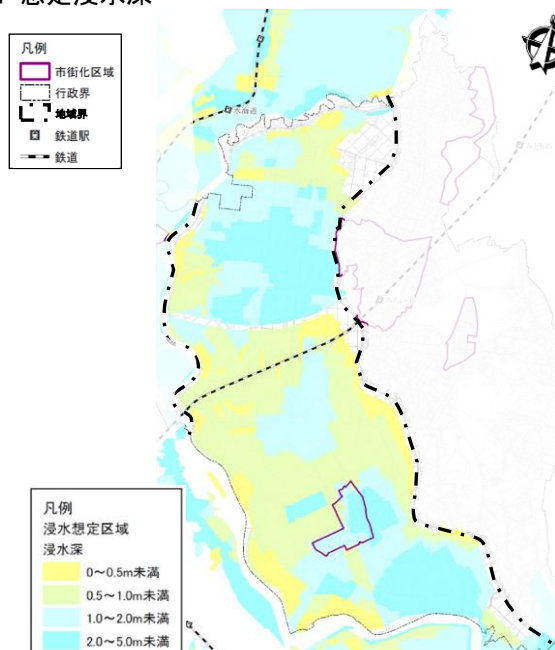 想定浸水深
凡例
市街化区域
行政界
地域界
鉄道駅
鉄道
水海道
凡例
浸水想定区域
浸水深
0～0.5m未満
0.5～1.0m未満
1.0～2.0m未満
2.0～5.0m未満